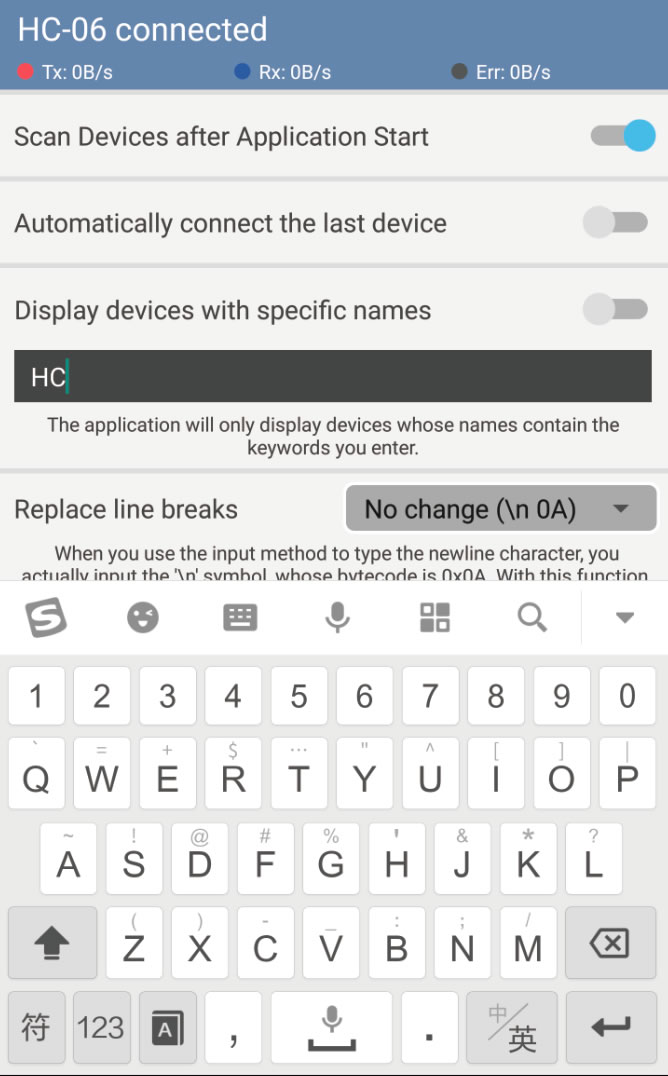 HC-06 connected
Tx: 0B/s Rx: 0B/s Err: 0B/s
Scan Devices after Application Start
Automatically connect the last device
Display devices with specific names
HC
The application will only display devices whose names contain the
keywords you enter.
Replace line breaks No change (\n 0A)
When you use the input method to type the newline character, you
actually input the '\n' symbol, whose bytecode is 0x0A. With this function
1 2 3 4 5 6 7 8 9 0
` = + $ ... " ^ [ ] |
Q W E R T Y U I O P
~ ! @ # % ' & * ?
A S D F G H J K L
( ) - _ : ; /
Z X C V B N M
符 123 A , . 中/英